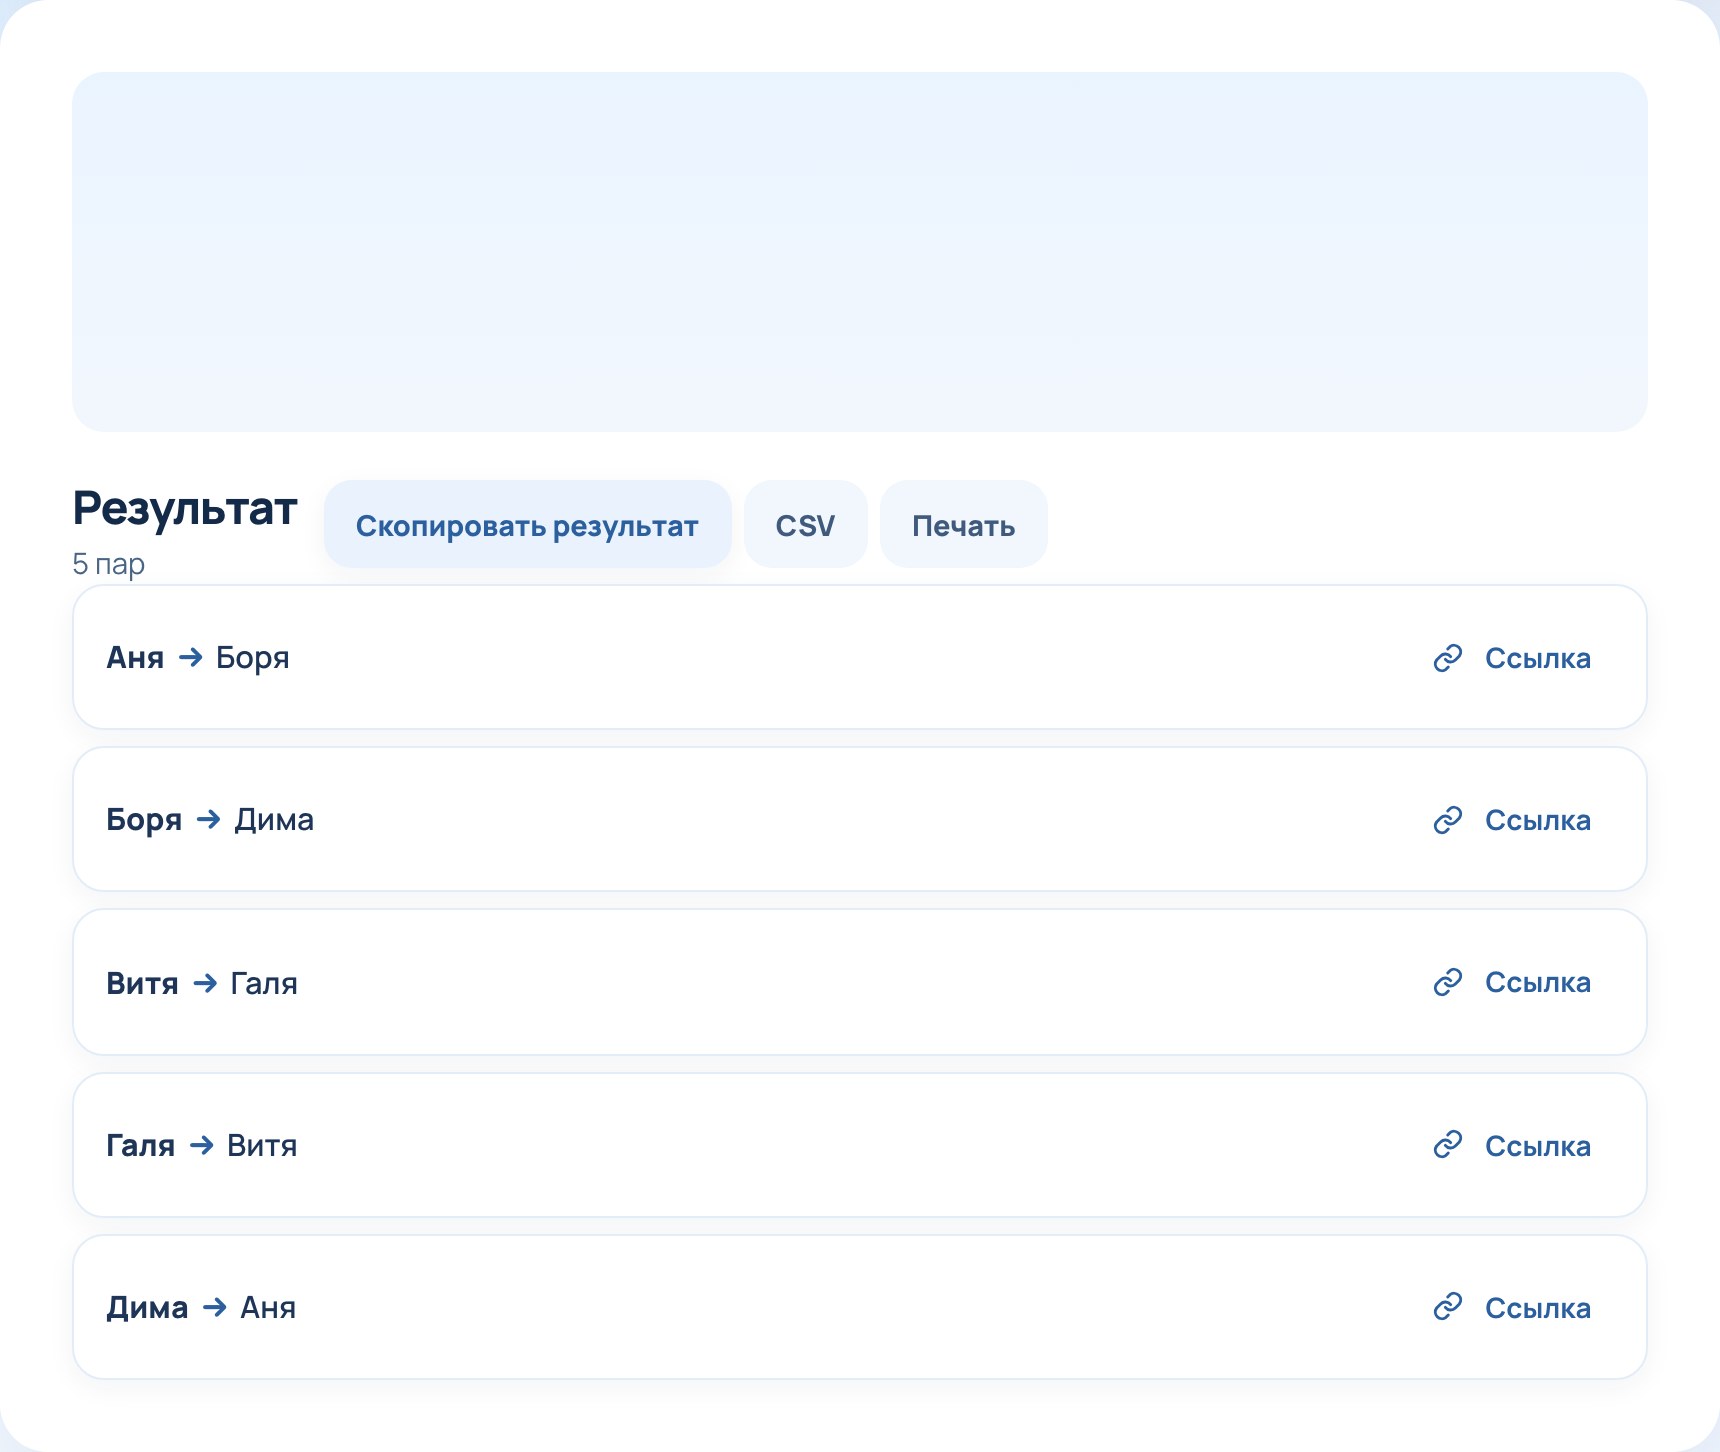 Результат
5 пар
Скопировать результат
CSV
Печать
Аня → Боря
Ссылка
Боря → Дима
Ссылка
Витя → Галя
Ссылка
Галя → Витя
Ссылка
Дима → Аня
Ссылка